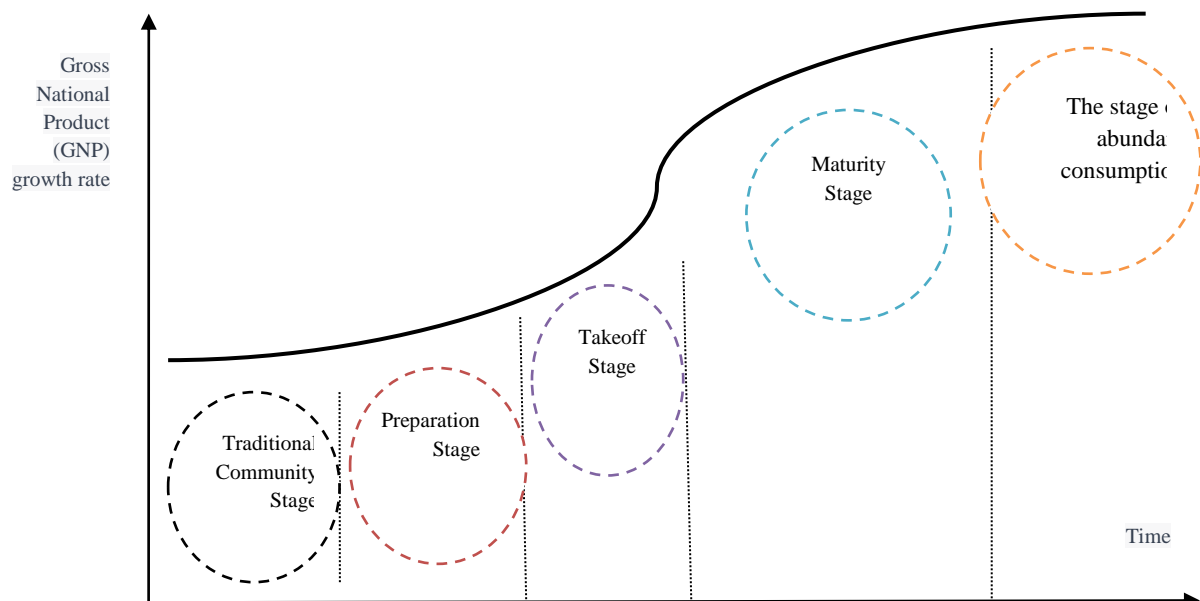 Gross
National
Product
(GNP)
growth rate
The stage
abunda
consumptio
Maturity
Stage
Takeoff
Stage
Preparation
Stage
Traditional
Community
Stage
Time